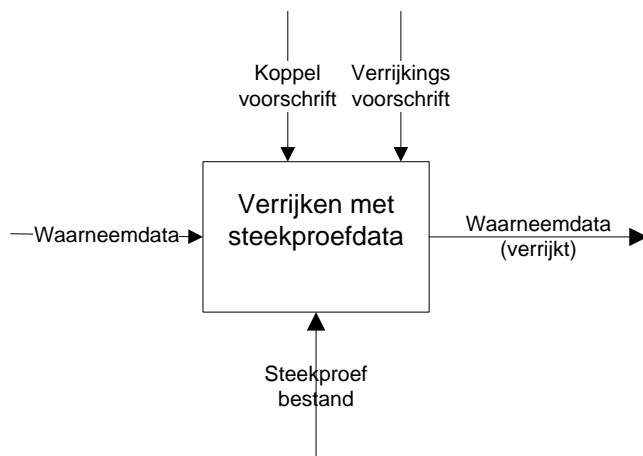 Koppel
voorschrift
Verrijkings
voorschrift
Verrijken met
steekproefdata
Waarneemdata
Waarneemdata
(verrijkt)
Steekproef
bestand